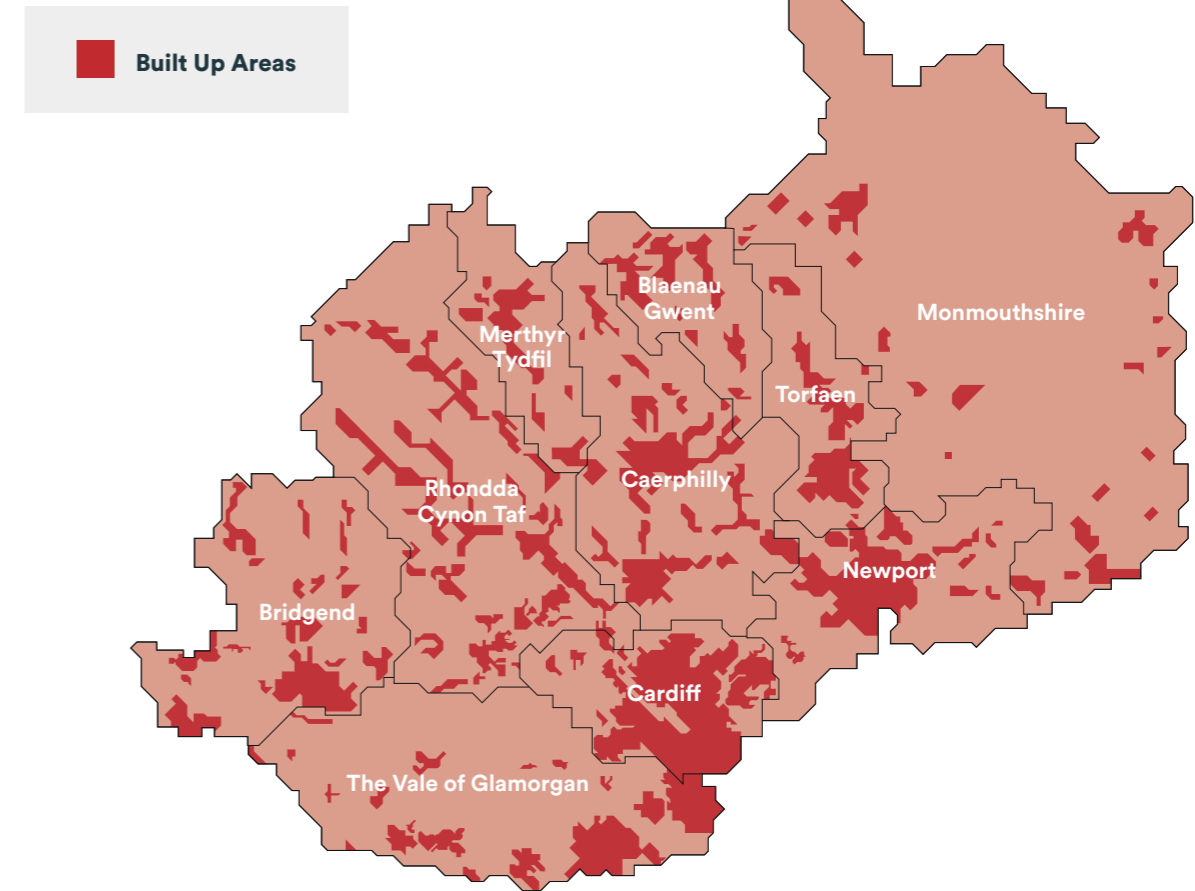 Built Up Areas
Blaenau
Gwent
Monmouthshire
Merthyr
Tydfil
Torfaen
Caerphilly
Rhondda
Cynon Taf
Newport
Bridgend
Cardiff
The Vale of Glamorgan